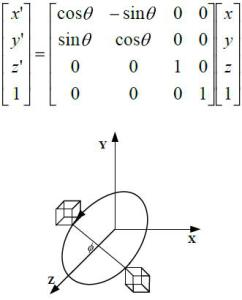 [x'] = [cosθ -sinθ 0 0] [x]
[y'] = [sinθ cosθ 0 0] [y]
[z'] = [0 0 1 0] [z]
[1] = [0 0 0 1] [1]
Y
X
ø
Z